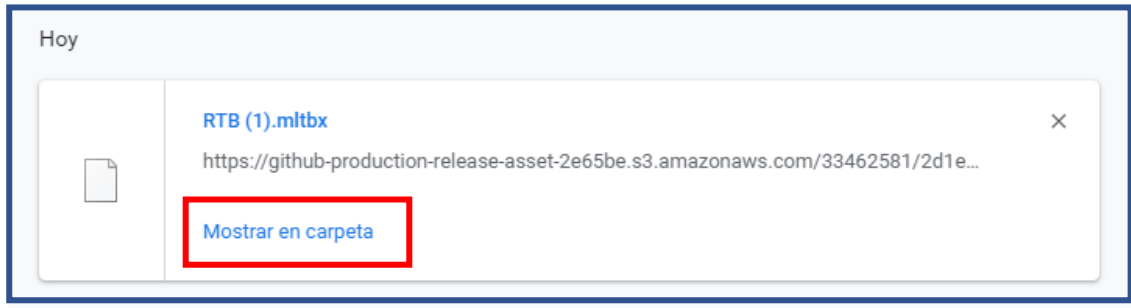 Hoy
RTB (1).mltbx
https://github-production-release-asset-2e65be.s3.amazonaws.com/33462581/2d1e...
Mostrar en carpeta